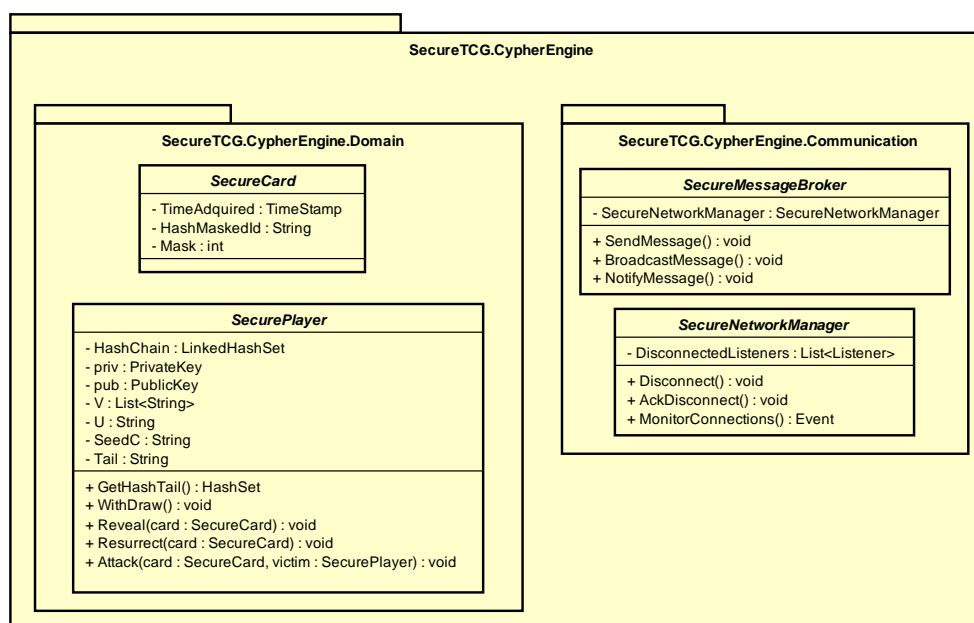 SecureTCG.CypherEngine
SecureTCG.CypherEngine.Domain
SecureCard
- TimeAdquired : TimeStamp
- HashMaskedId : String
- Mask : int
SecurePlayer
- HashChain : LinkedHashSet
- priv : PrivateKey
- pub : PublicKey
- V : List<String>
- U : String
- SeedC : String
- Tail : String
+ GetHashTail() : HashSet
+ WithDraw() : void
+ Reveal(card : SecureCard) : void
+ Resurrect(card : SecureCard) : void
+ Attack(card : SecureCard, victim : SecurePlayer) : void
SecureTCG.CypherEngine.Communication
SecureMessageBroker
- SecureNetworkManager : SecureNetworkManager
+ SendMessage() : void
+ BroadcastMessage() : void
+ NotifyMessage() : void
SecureNetworkManager
- DisconnectedListeners : List<Listener>
+ Disconnect() : void
+ AckDisconnect() : void
+ MonitorConnections() : Event